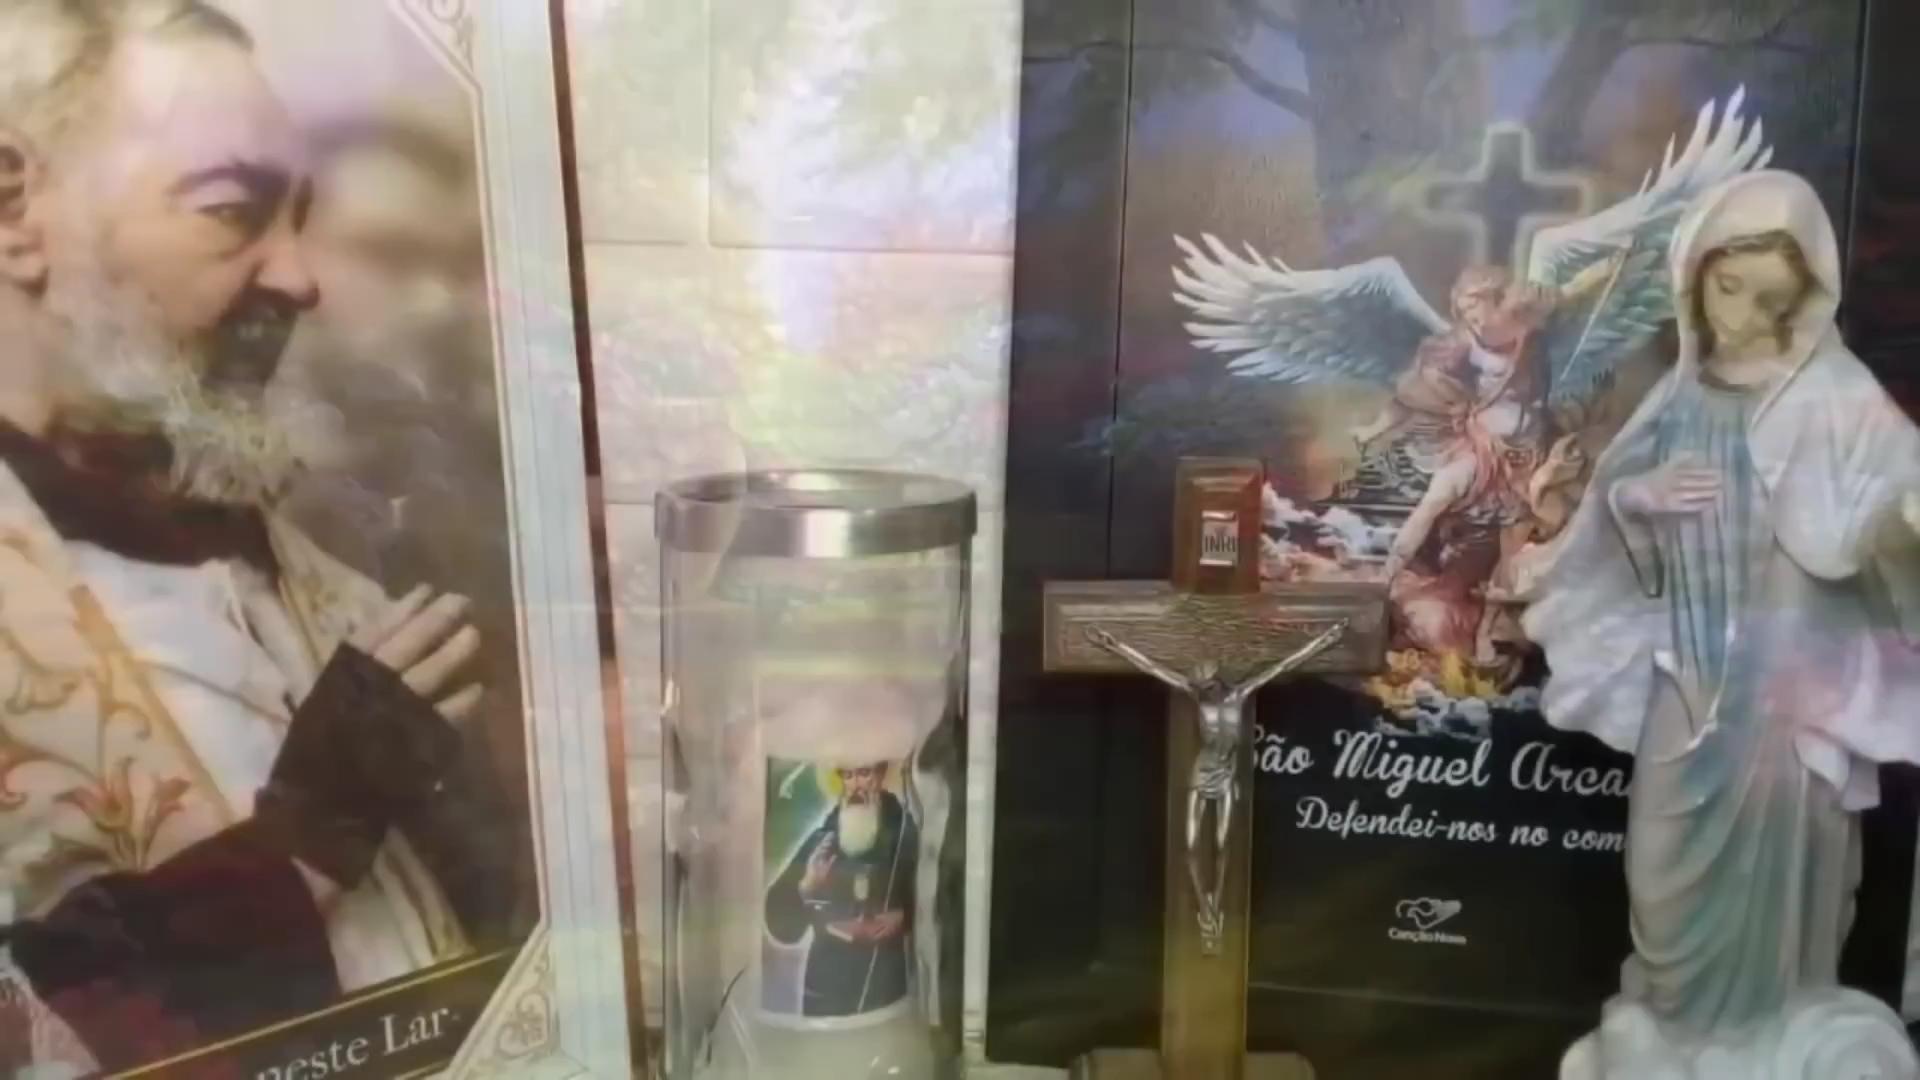 neste Lar
INRI
São Miguel Arca
Defendei-nos no com
Canção Nova